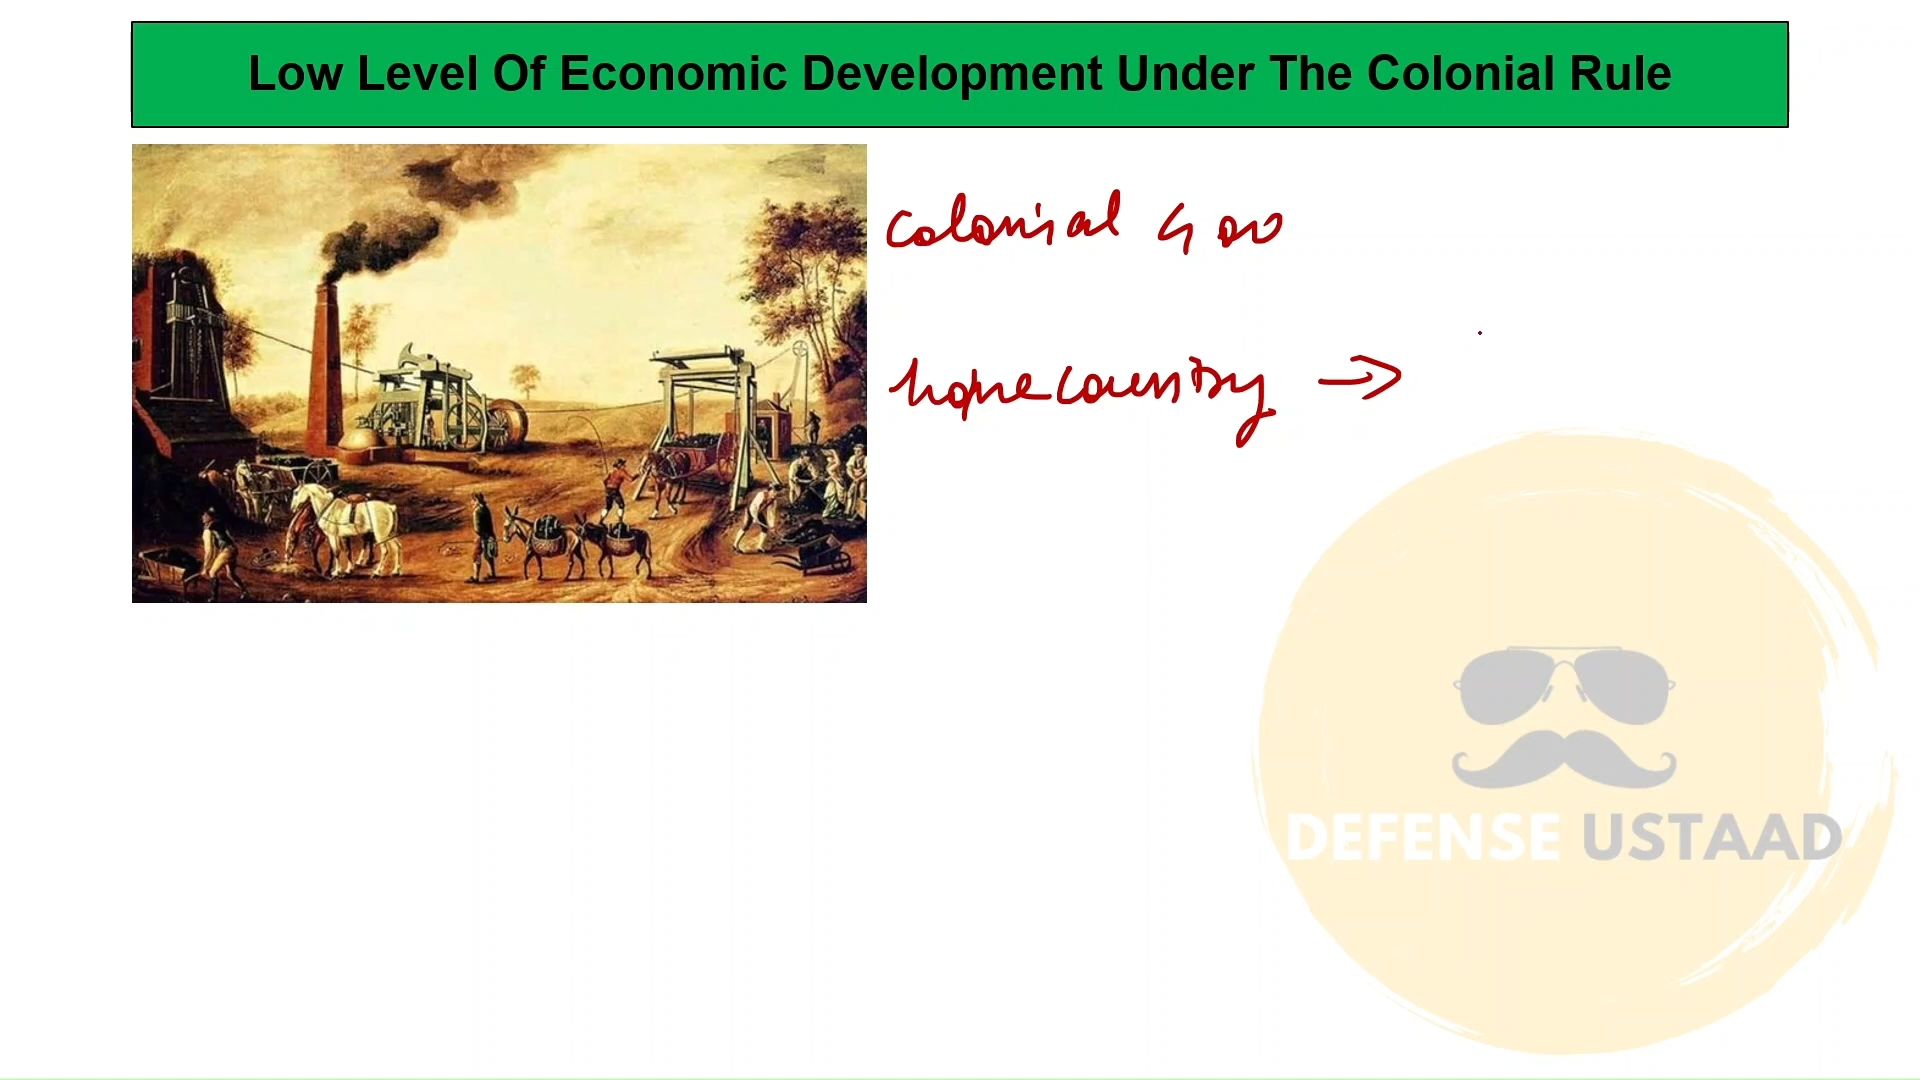 Low Level Of Economic Development Under The Colonial Rule
colonial Gov
home country →
DEFENSE USTAAD